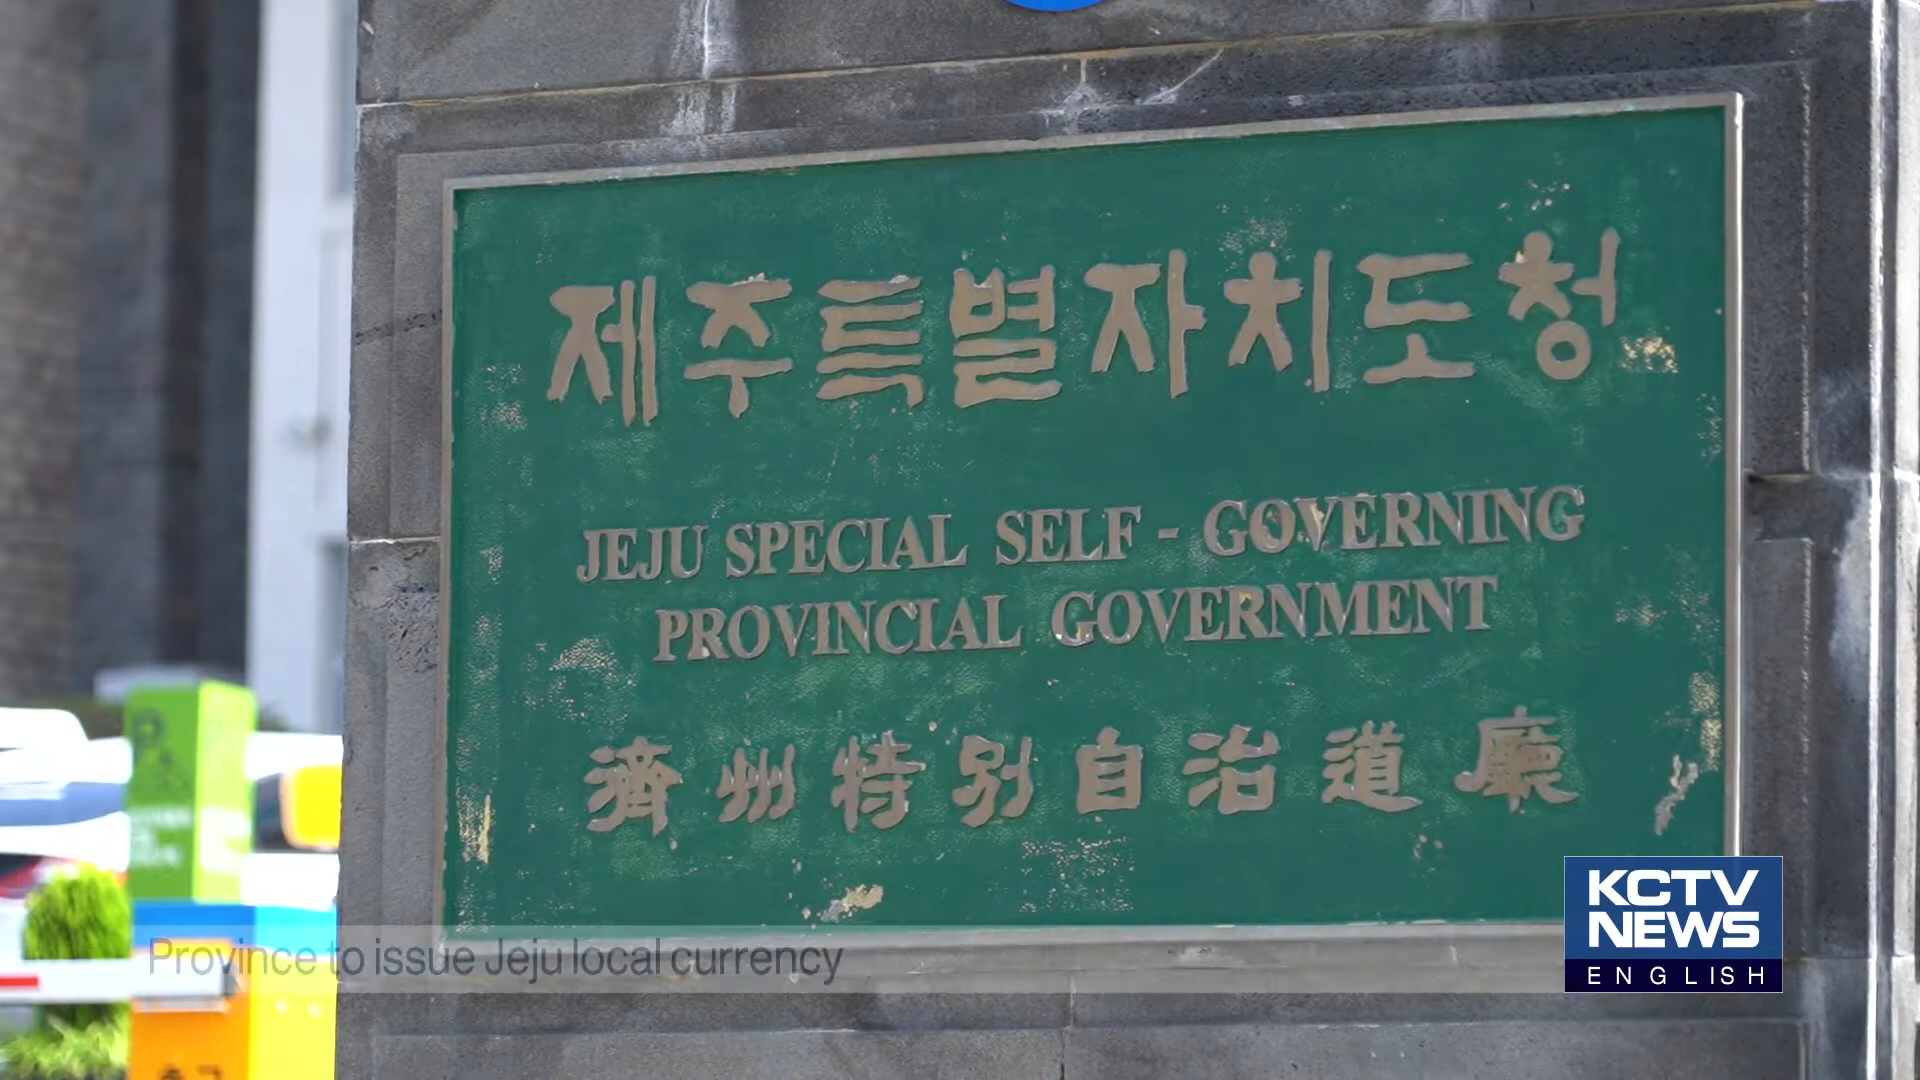 제주특별자치도청
JEJU SPECIAL SELF - GOVERNING
PROVINCIAL GOVERNMENT
濟州特別自治道廳
Province to issue Jeju local currency
KCTV
NEWS
ENGLISH